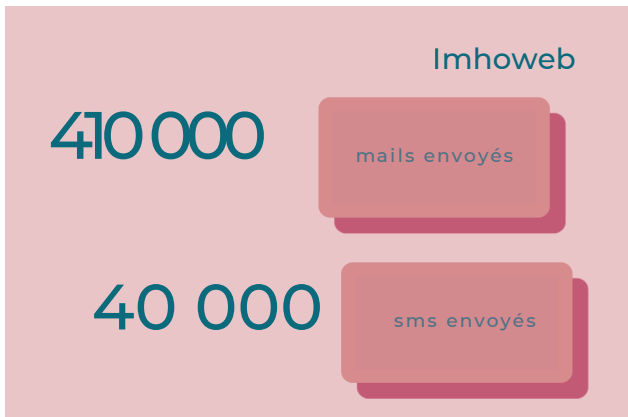 Imhoweb
410 000
mails envoyés
40 000
sms envoyés